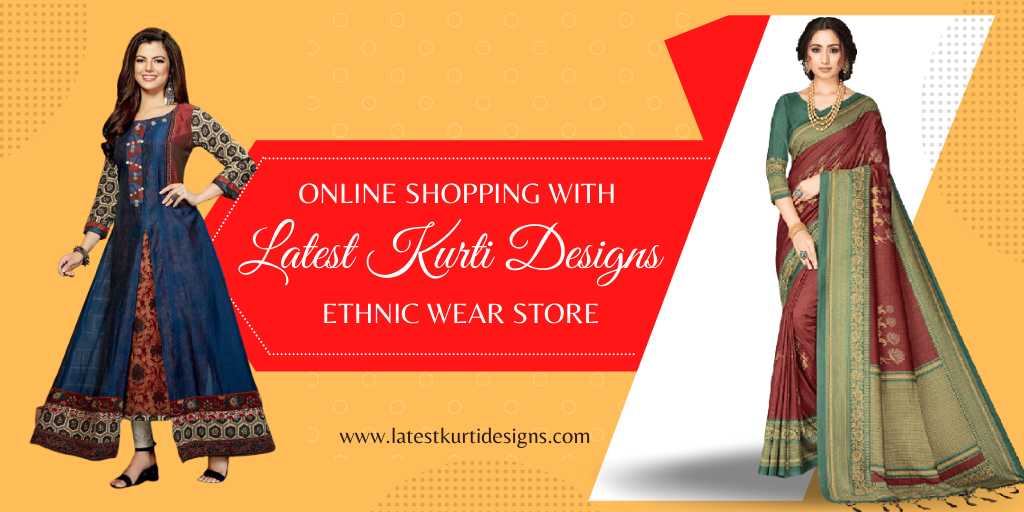 ONLINE SHOPPING WITH
Latest Kurti Designs
ETHNIC WEAR STORE
www.latestkurtidesigns.com